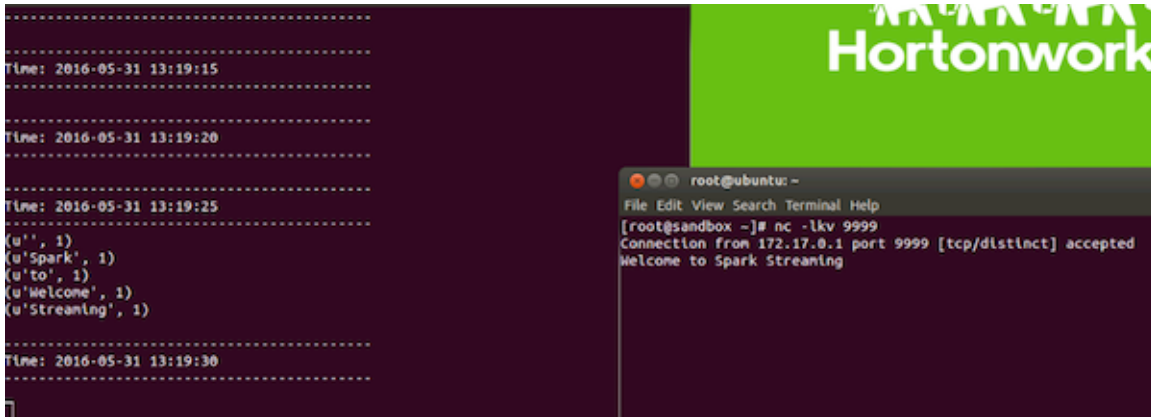 ----------------------------------------
----------------------------------------
Time: 2016-05-31 13:19:15
----------------------------------------
----------------------------------------
Time: 2016-05-31 13:19:20
----------------------------------------
----------------------------------------
Time: 2016-05-31 13:19:25
----------------------------------------
(u'', 1)
(u'Spark', 1)
(u'to', 1)
(u'Welcome', 1)
(u'Streaming', 1)
----------------------------------------
Time: 2016-05-31 13:19:30
----------------------------------------
Hortonwork
root@ubuntu: ~
File Edit View Search Terminal Help
[root@sandbox ~]# nc -lkv 9999
Connection from 172.17.0.1 port 9999 [tcp/distinct] accepted
Welcome to Spark Streaming